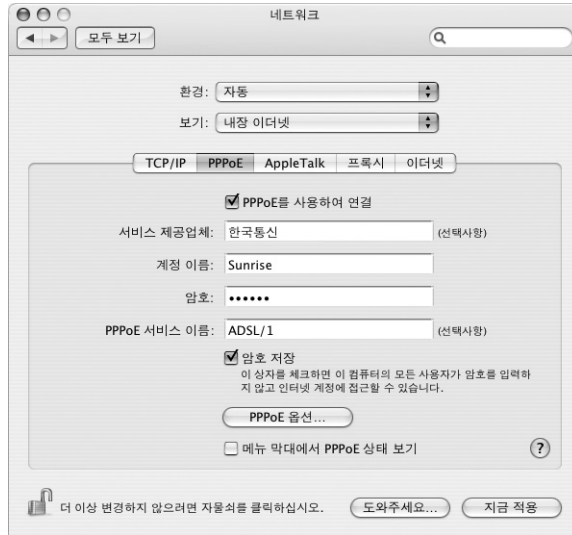 네트워크
모두 보기
환경: 자동
보기: 내장 이더넷
TCP/IP PPPoE AppleTalk 프록시 이더넷
PPPoE를 사용하여 연결
서비스 제공업체: 한국통신 (선택사항)
계정 이름: Sunrise
암호: ••••••
PPPoE 서비스 이름: ADSL/1 (선택사항)
암호 저장
이 상자를 체크하면 이 컴퓨터의 모든 사용자가 암호를 입력하
지 않고 인터넷 계정에 접근할 수 있습니다.
PPPoE 옵션...
메뉴 막대에서 PPPoE 상태 보기 ?
더 이상 변경하지 않으려면 자물쇠를 클릭하십시오. 도와주세요... 지금 적용